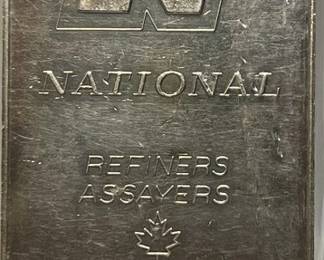 N
NATIONAL
REFINERS
ASSAYERS